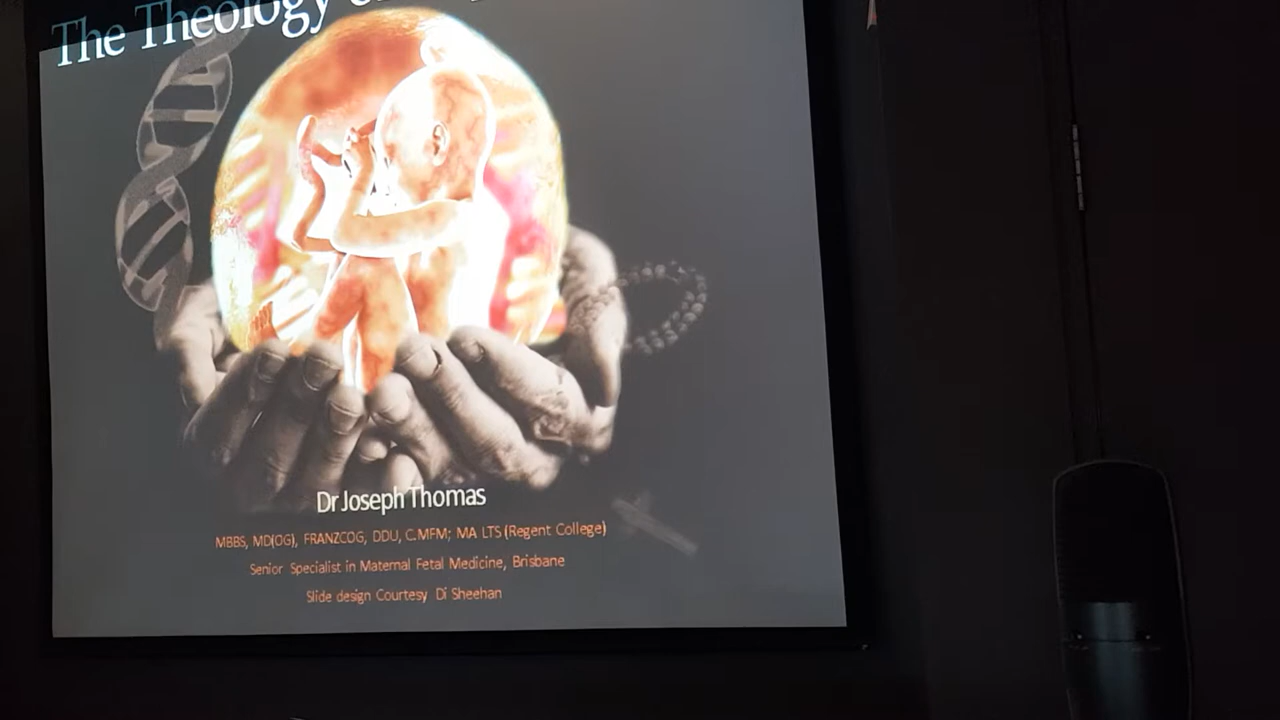 The Theology
Dr Joseph Thomas
MBBS, MD(OG), FRANZCOG, DDU, C.MFM; MA LTS (Regent College)
Senior Specialist in Maternal Fetal Medicine, Brisbane
Slide design Courtesy Di Sheehan